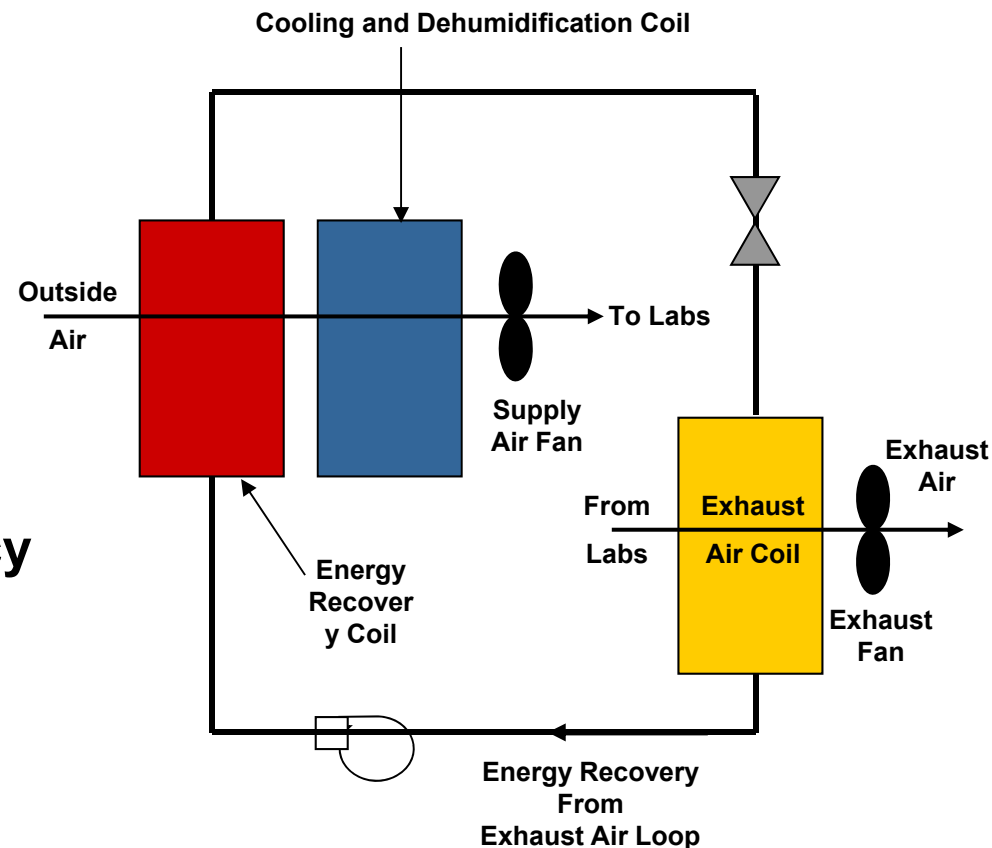 Cooling and Dehumidification Coil
Outside
Air
To Labs
Supply
Air Fan
Exhaust
Air
From
Labs
Exhaust
Air Coil
Energy
Recover
y Coil
Exhaust
Fan
Energy Recovery
From
Exhaust Air Loop